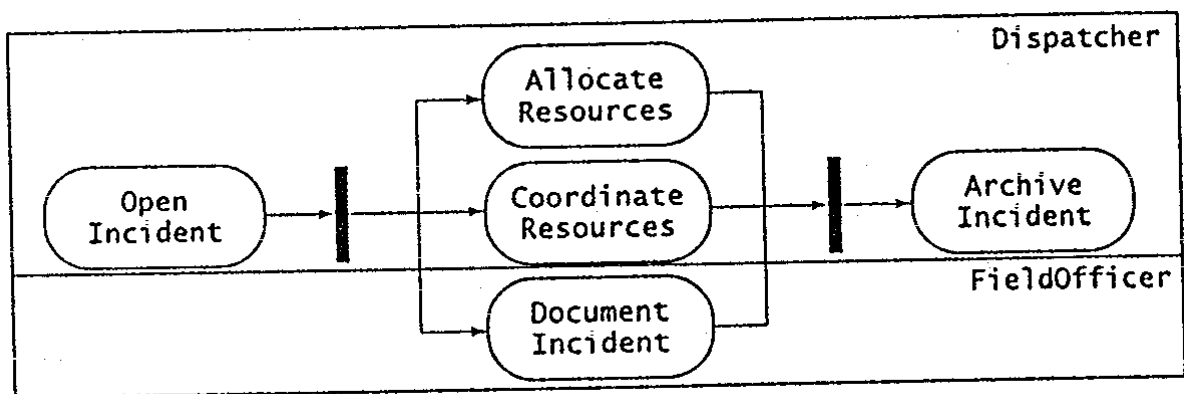 Dispatcher
Allocate
Resources
Open
Incident
Coordinate
Resources
Archive
Incident
FieldOfficer
Document
Incident